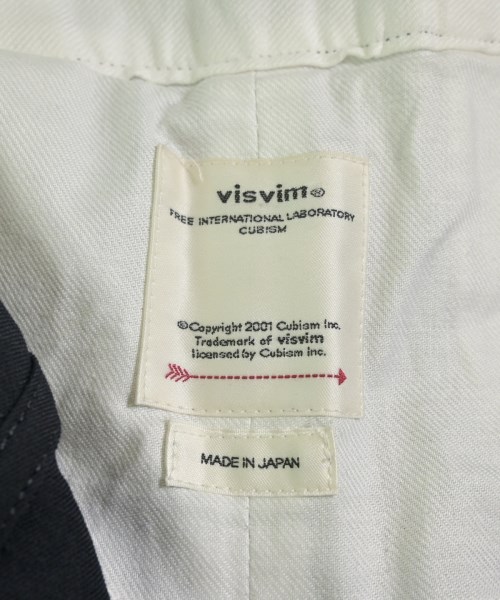 visvim®
FREE INTERNATIONAL LABORATORY
CUBISM
©Copyright 2001 Cubism Inc.
Trademark of visvim
licensed by Cubism inc.
MADE IN JAPAN